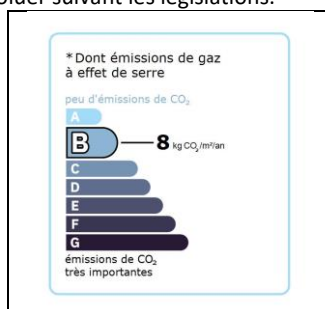 oluer suivant les législations.
*Dont émissions de gaz
à effet de serre
peu d'émissions de CO₂
A
B 8 kg CO₂/m²/an
C
D
E
F
G
émissions de CO₂
très importantes